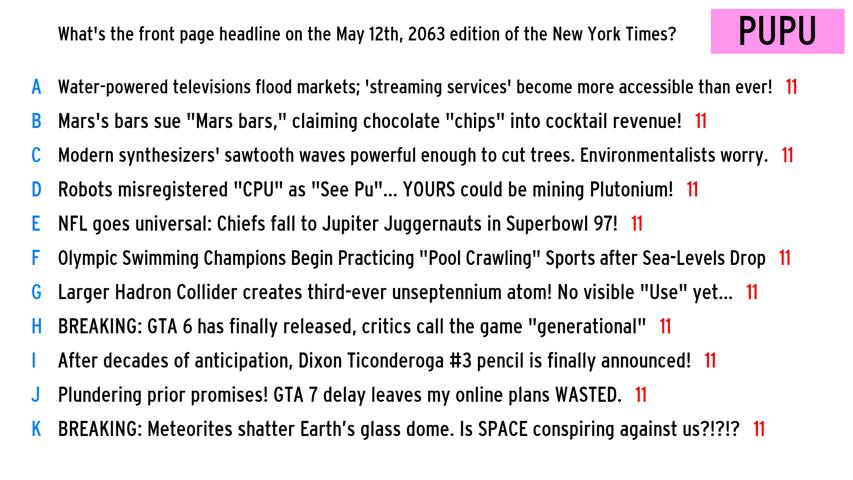 What's the front page headline on the May 12th, 2063 edition of the New York Times?
PUPU
A Water-powered televisions flood markets; 'streaming services' become more accessible than ever! 11
B Mars's bars sue "Mars bars," claiming chocolate "chips" into cocktail revenue! 11
C Modern synthesizers' sawtooth waves powerful enough to cut trees. Environmentalists worry. 11
D Robots misregistered "CPU" as "See Pu"... YOURS could be mining Plutonium! 11
E NFL goes universal: Chiefs fall to Jupiter Juggernauts in Superbowl 97! 11
F Olympic Swimming Champions Begin Practicing "Pool Crawling" Sports after Sea-Levels Drop 11
G Larger Hadron Collider creates third-ever unseptennium atom! No visible "Use" yet... 11
H BREAKING: GTA 6 has finally released, critics call the game "generational" 11
I After decades of anticipation, Dixon Ticonderoga #3 pencil is finally announced! 11
J Plundering prior promises! GTA 7 delay leaves my online plans WASTED. 11
K BREAKING: Meteorites shatter Earth’s glass dome. Is SPACE conspiring against us?!?!? 11